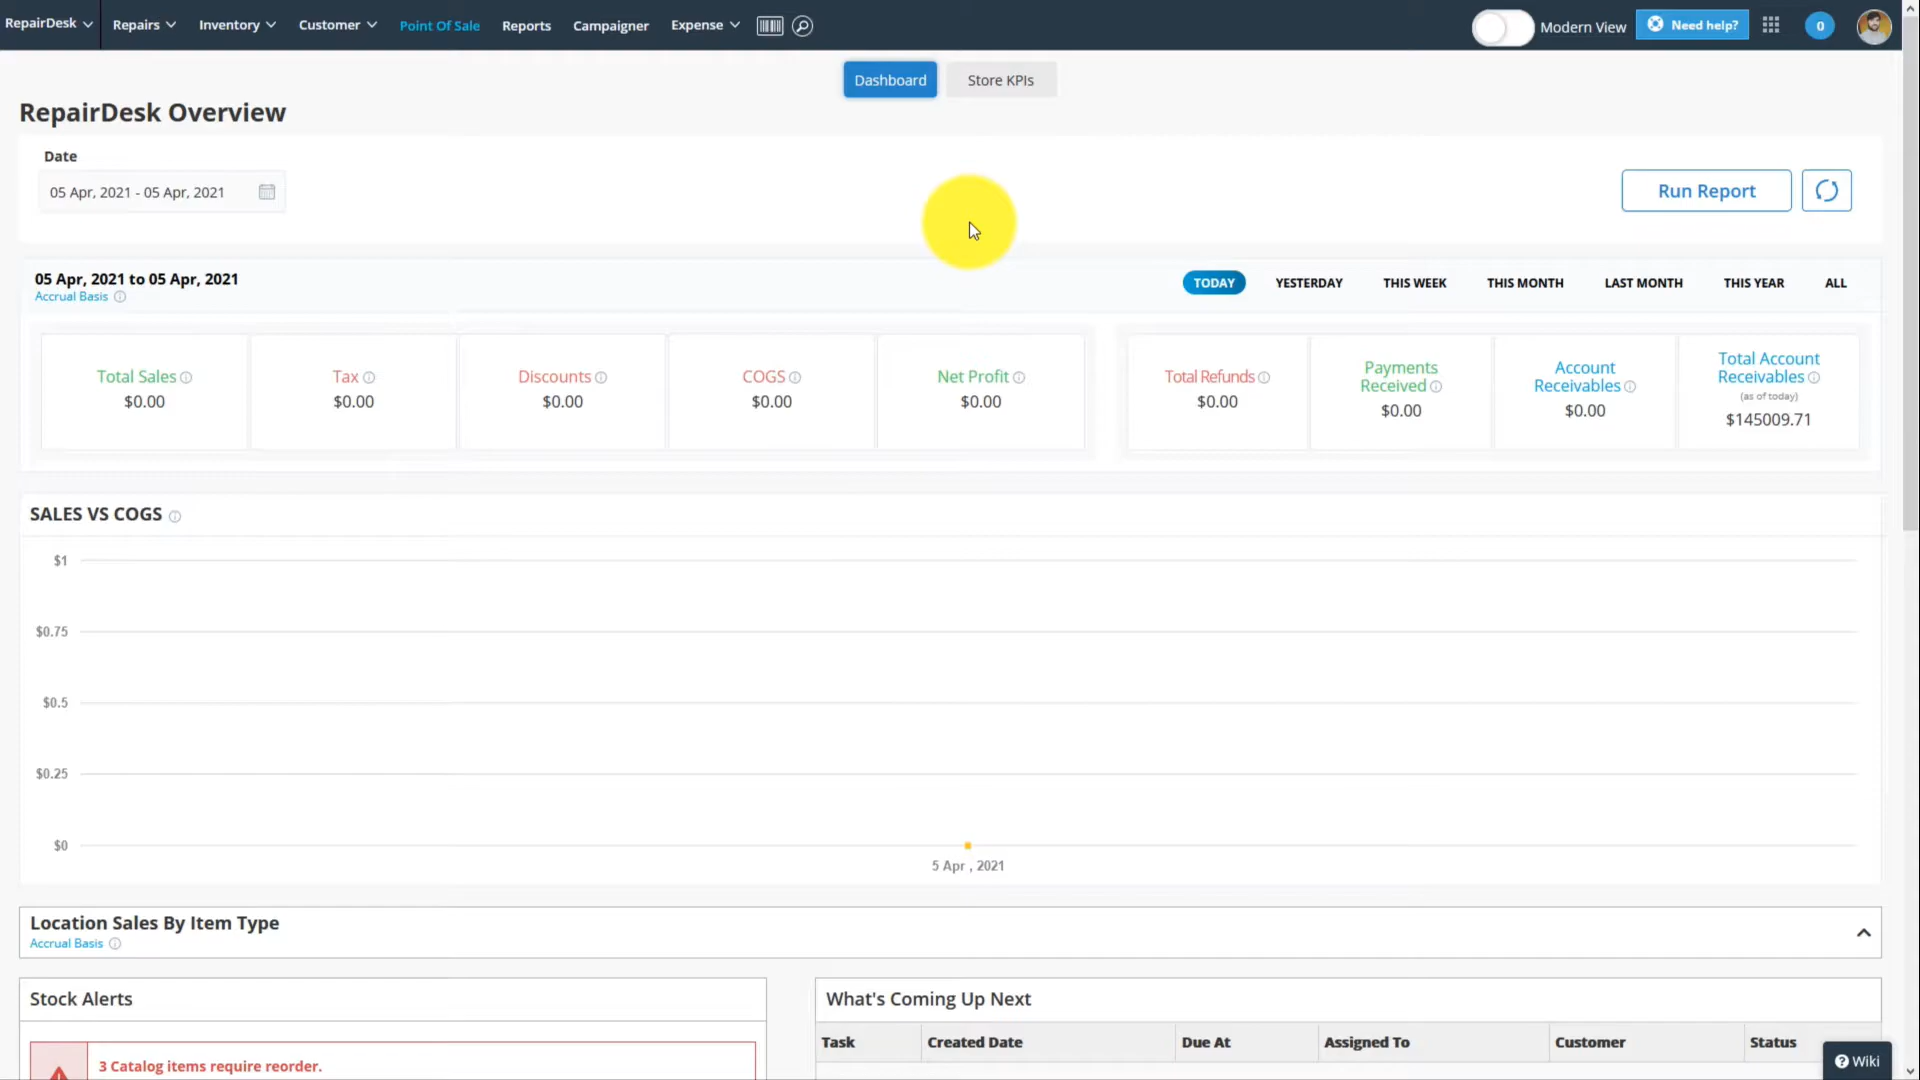 RepairDesk
Repairs
Inventory
Customer
Point Of Sale
Reports
Campaigner
Expense
Modern View
Need help?
0
Dashboard
Store KPIs
RepairDesk Overview
Date
05 Apr, 2021 - 05 Apr, 2021
Run Report
05 Apr, 2021 to 05 Apr, 2021
Accrual Basis
TODAY
YESTERDAY
THIS WEEK
THIS MONTH
LAST MONTH
THIS YEAR
ALL
Total Sales
$0.00
Tax
$0.00
Discounts
$0.00
COGS
$0.00
Net Profit
$0.00
Total Refunds
$0.00
Payments
Received
$0.00
Account
Receivables
$0.00
Total Account
Receivables
(as of today)
$145009.71
SALES VS COGS
$1
$0.75
$0.5
$0.25
$0
5 Apr , 2021
Location Sales By Item Type
Accrual Basis
Stock Alerts
3 Catalog items require reorder.
What's Coming Up Next
Task
Created Date
Due At
Assigned To
Customer
Status
Wiki